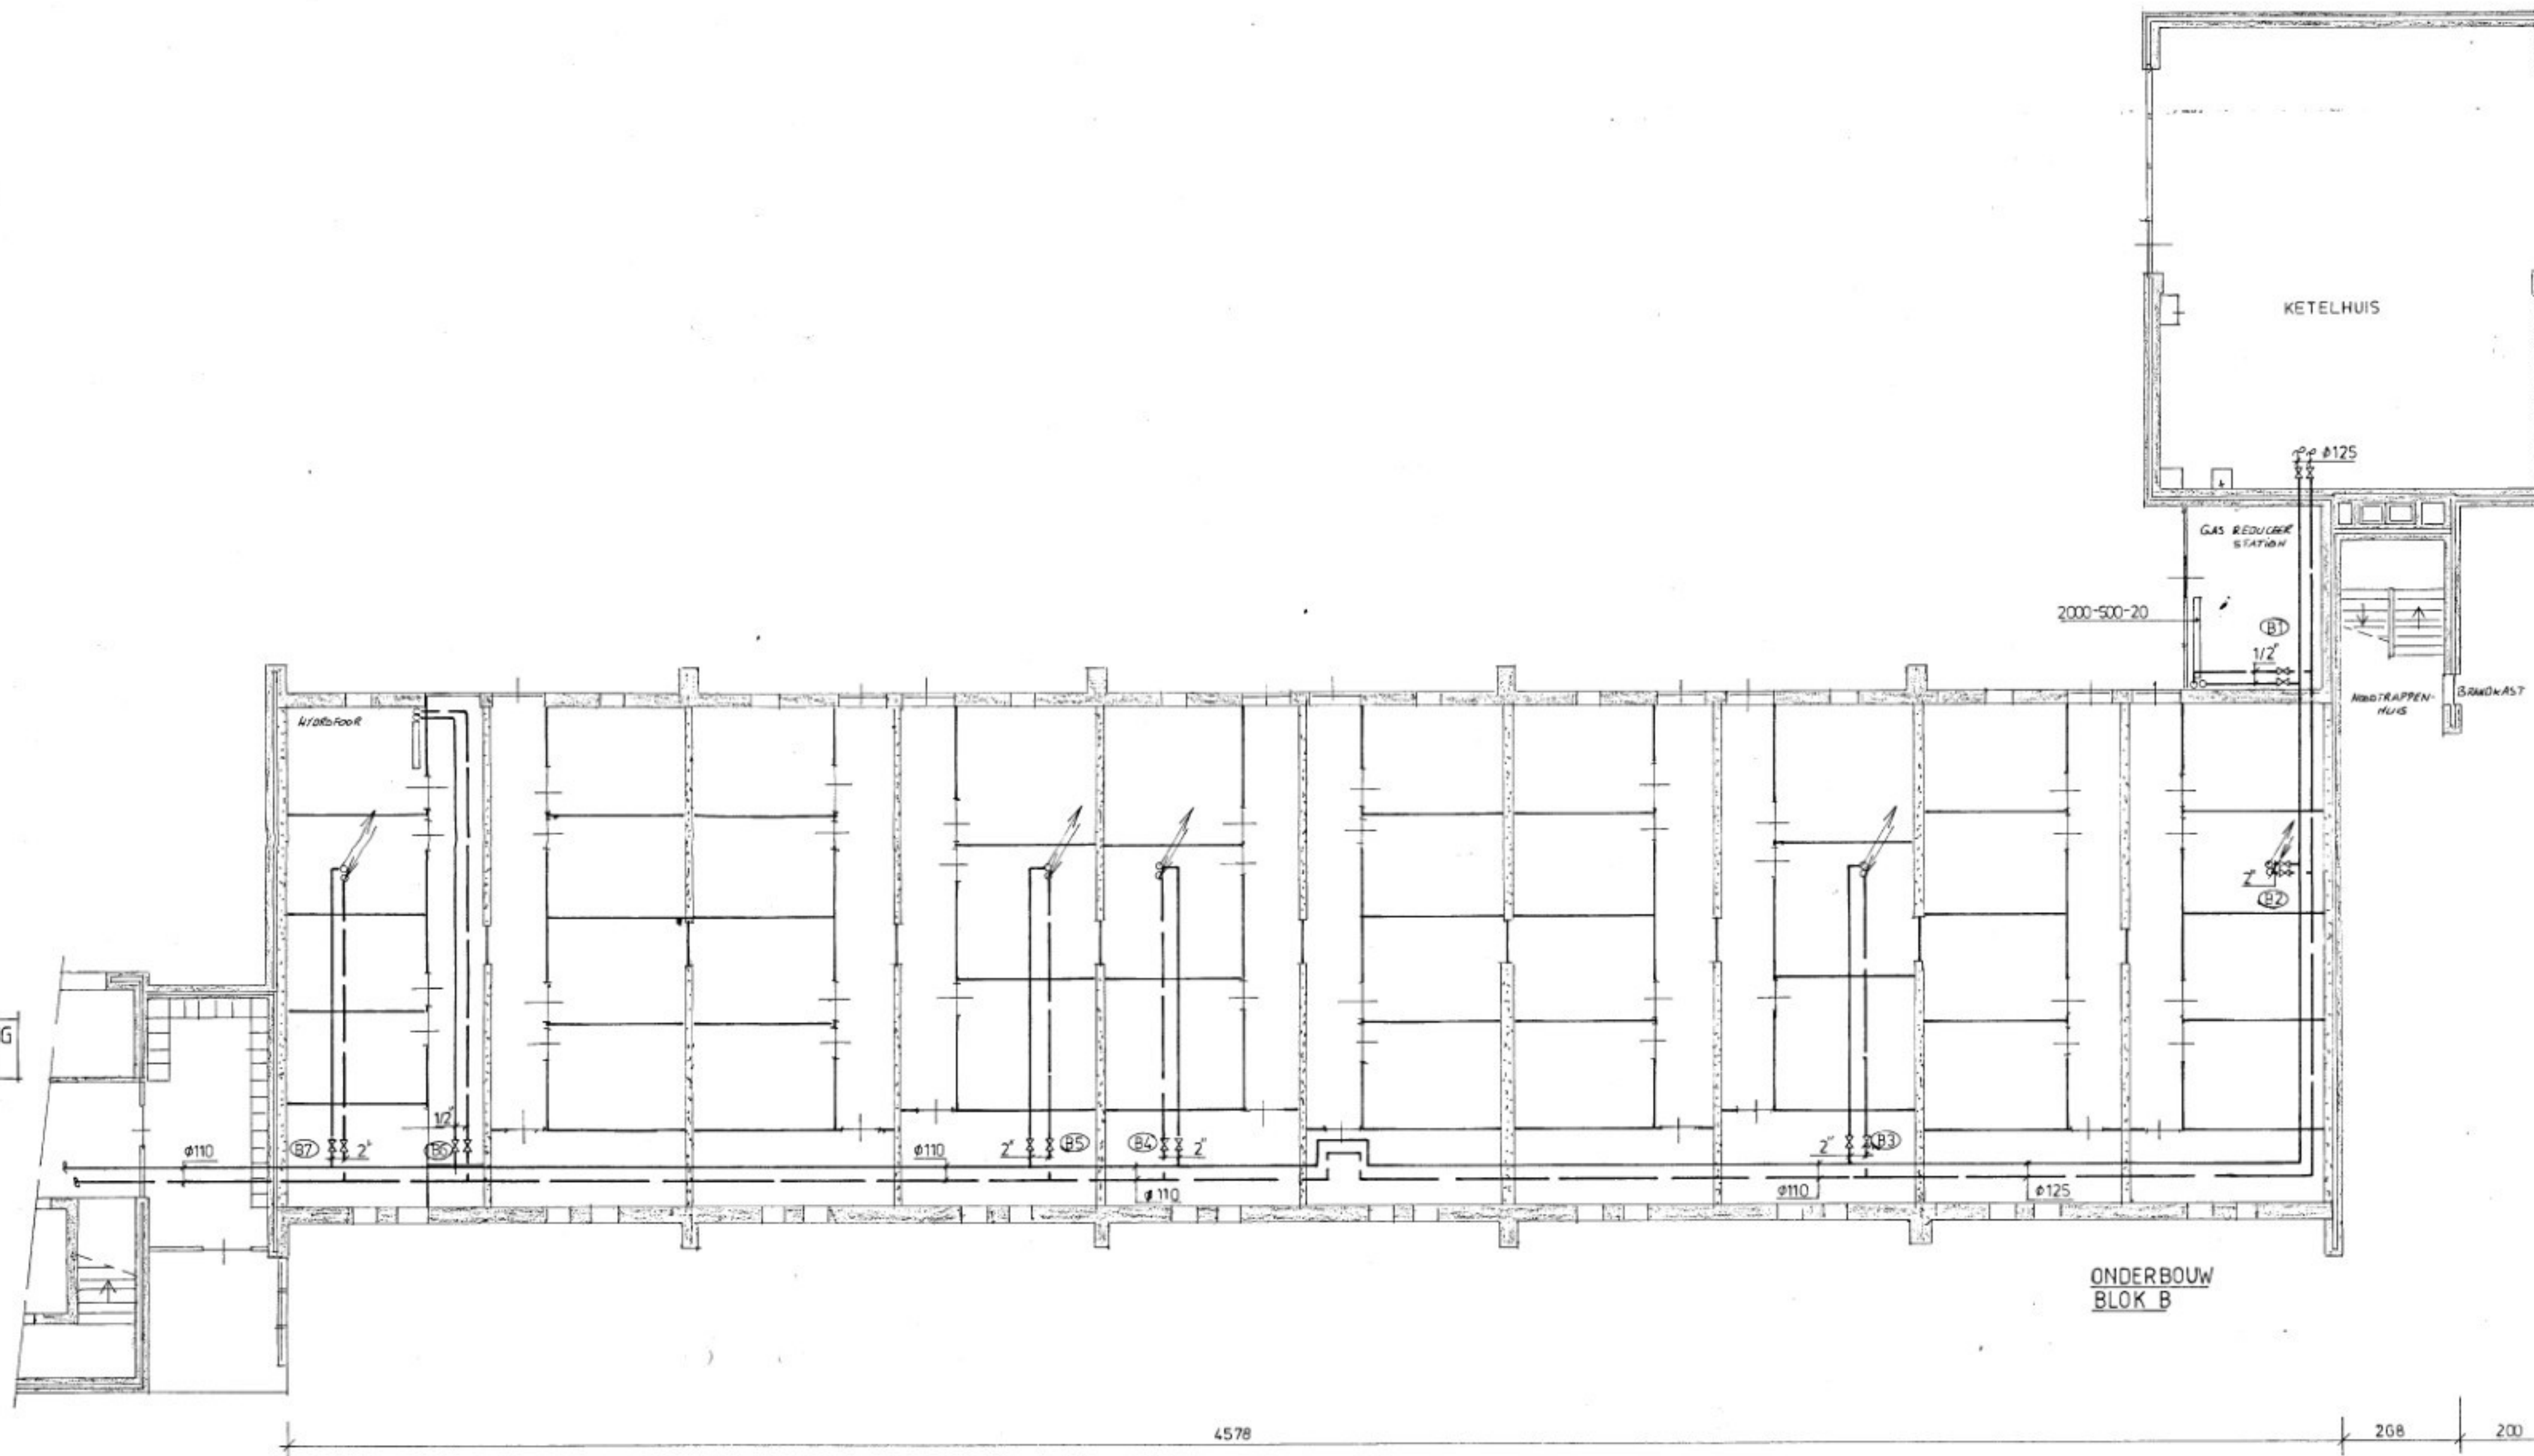 KETELHUIS
ø125
GAS REDUCEER
STATION
2000-500-20
B1
1/2"
NOODTRAPPEN-
HUIS
BRANDKAST
HYDROFOOR
2"
B2
G
1/2"
ø110
B7
2"
B6
ø110
2"
B5
B4
2"
2"
B3
ø110
ø110
ø125
ONDERBOUW
BLOK B
4578
208
200